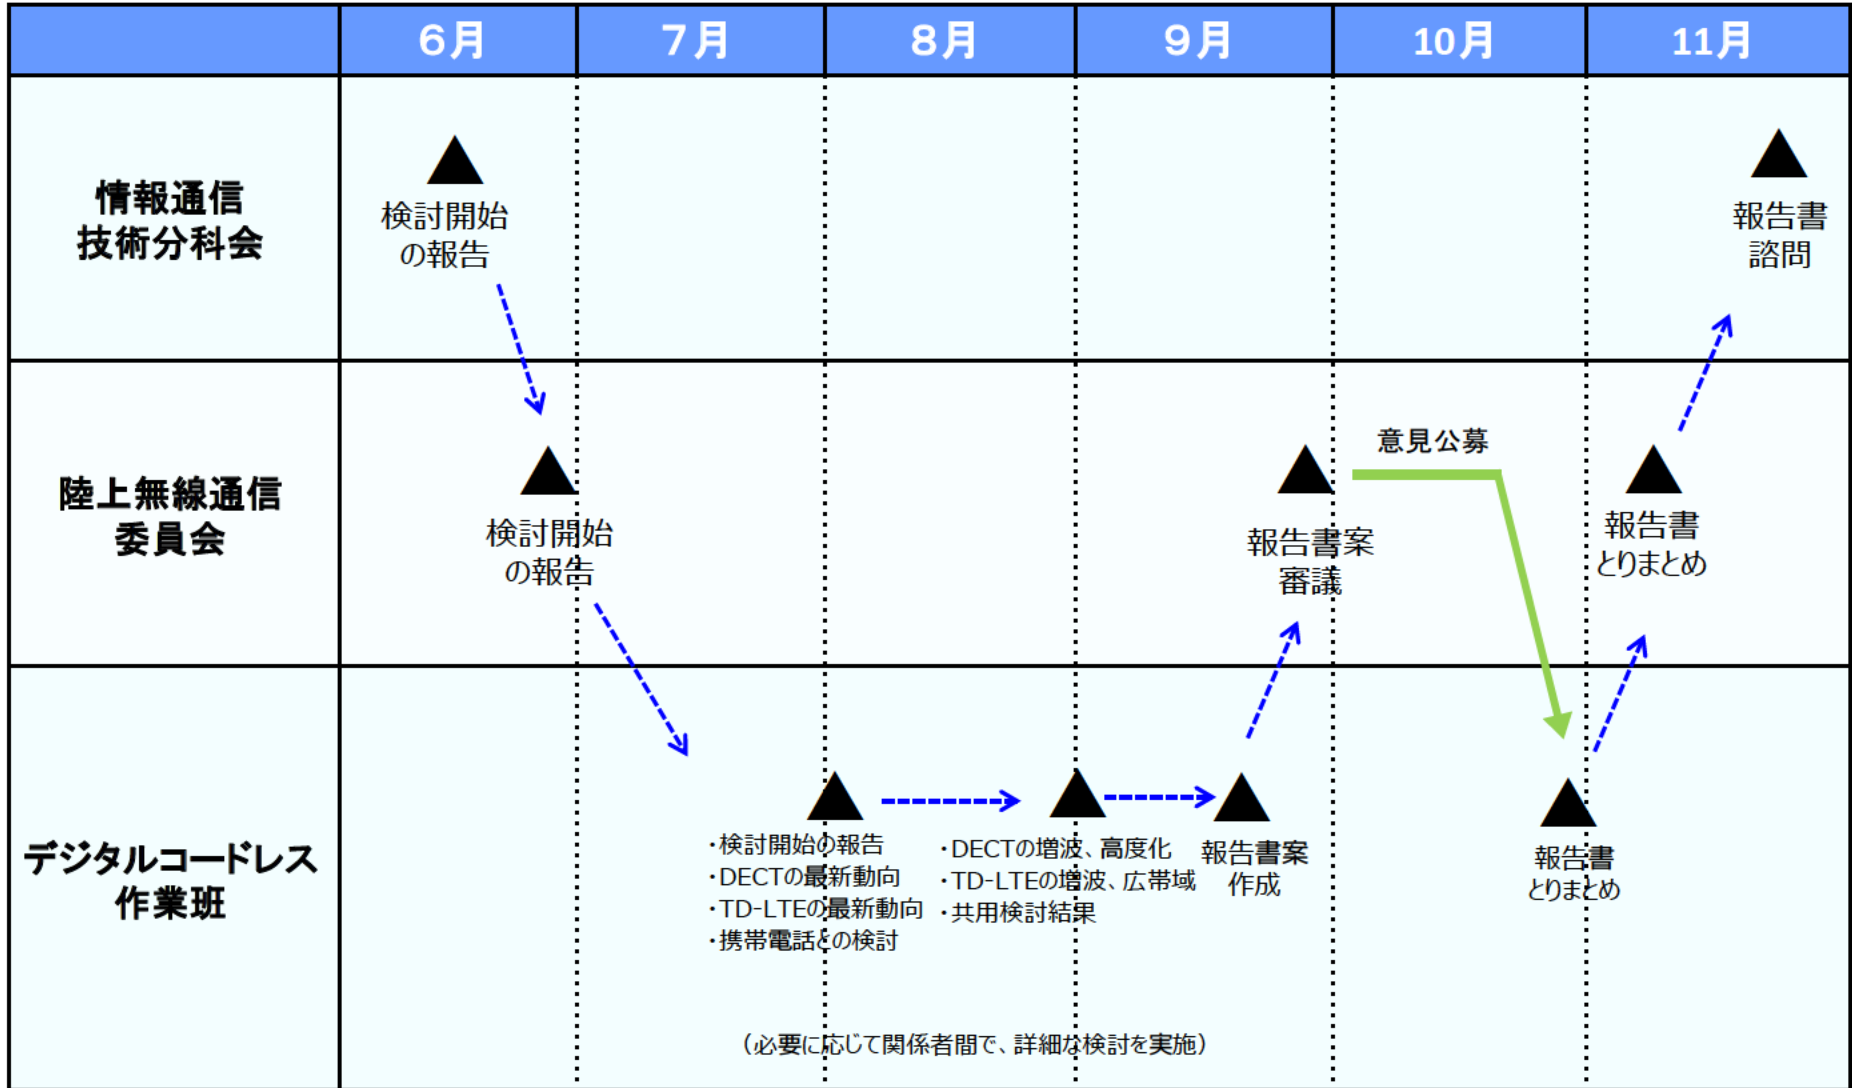 6月
7月
8月
9月
10月
11月
情報通信
技術分科会
検討開始
の報告
報告書
諮問
陸上無線通信
委員会
検討開始
の報告
報告書案
審議
意見公募
報告書
とりまとめ
デジタルコードレス
作業班
・検討開始の報告
・DECTの最新動向
・TD-LTEの最新動向
・携帯電話との検討
・DECTの増波、高度化
・TD-LTEの増波、広帯域
・共用検討結果
報告書案
作成
報告書
とりまとめ
（必要に応じて関係者間で、詳細な検討を実施）